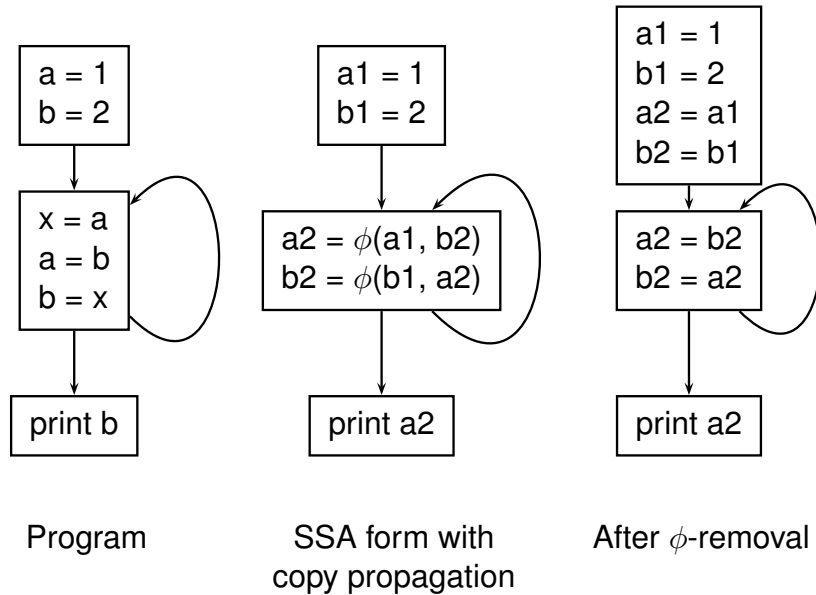 a = 1
b = 2
x = a
a = b
b = x
print b
Program
a1 = 1
b1 = 2
a2 = ϕ(a1, b2)
b2 = ϕ(b1, a2)
print a2
SSA form with
copy propagation
a1 = 1
b1 = 2
a2 = a1
b2 = b1
a2 = b2
b2 = a2
print a2
After ϕ-removal